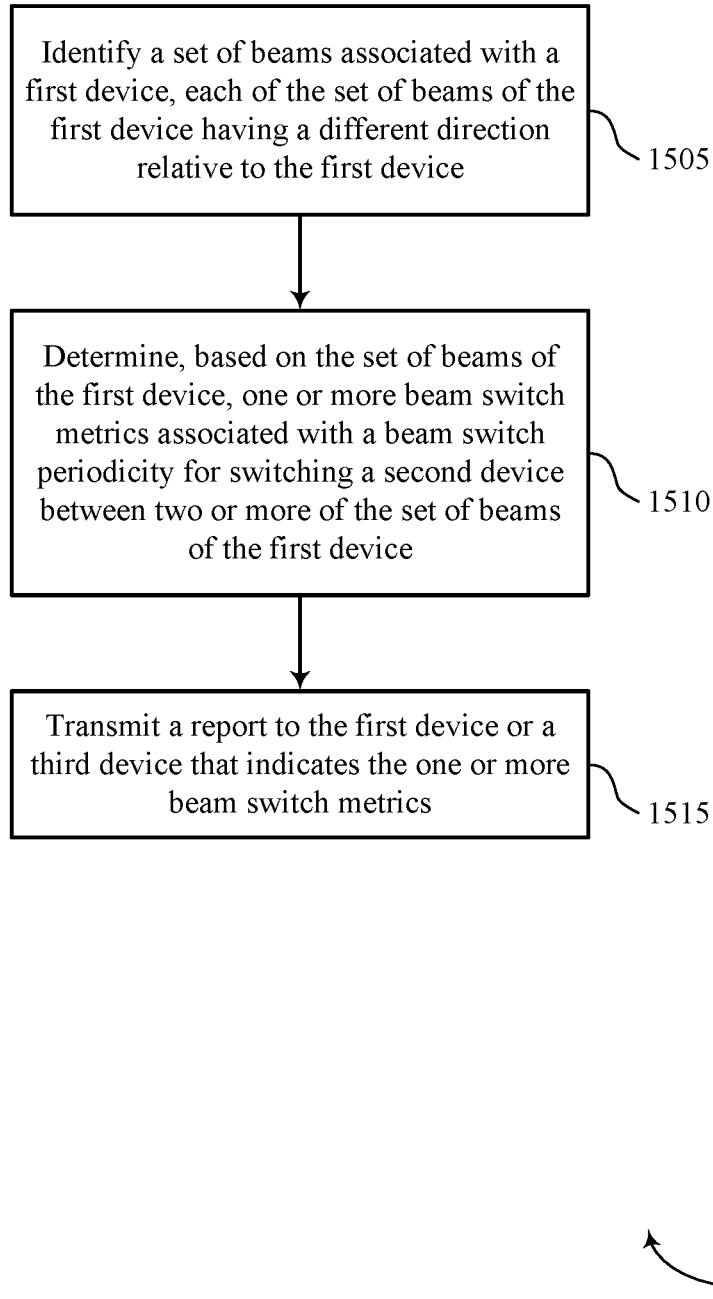 Identify a set of beams associated with a
first device, each of the set of beams of the
first device having a different direction
relative to the first device
1505
Determine, based on the set of beams of
the first device, one or more beam switch
metrics associated with a beam switch
periodicity for switching a second device
between two or more of the set of beams
of the first device
1510
Transmit a report to the first device or a
third device that indicates the one or more
beam switch metrics
1515